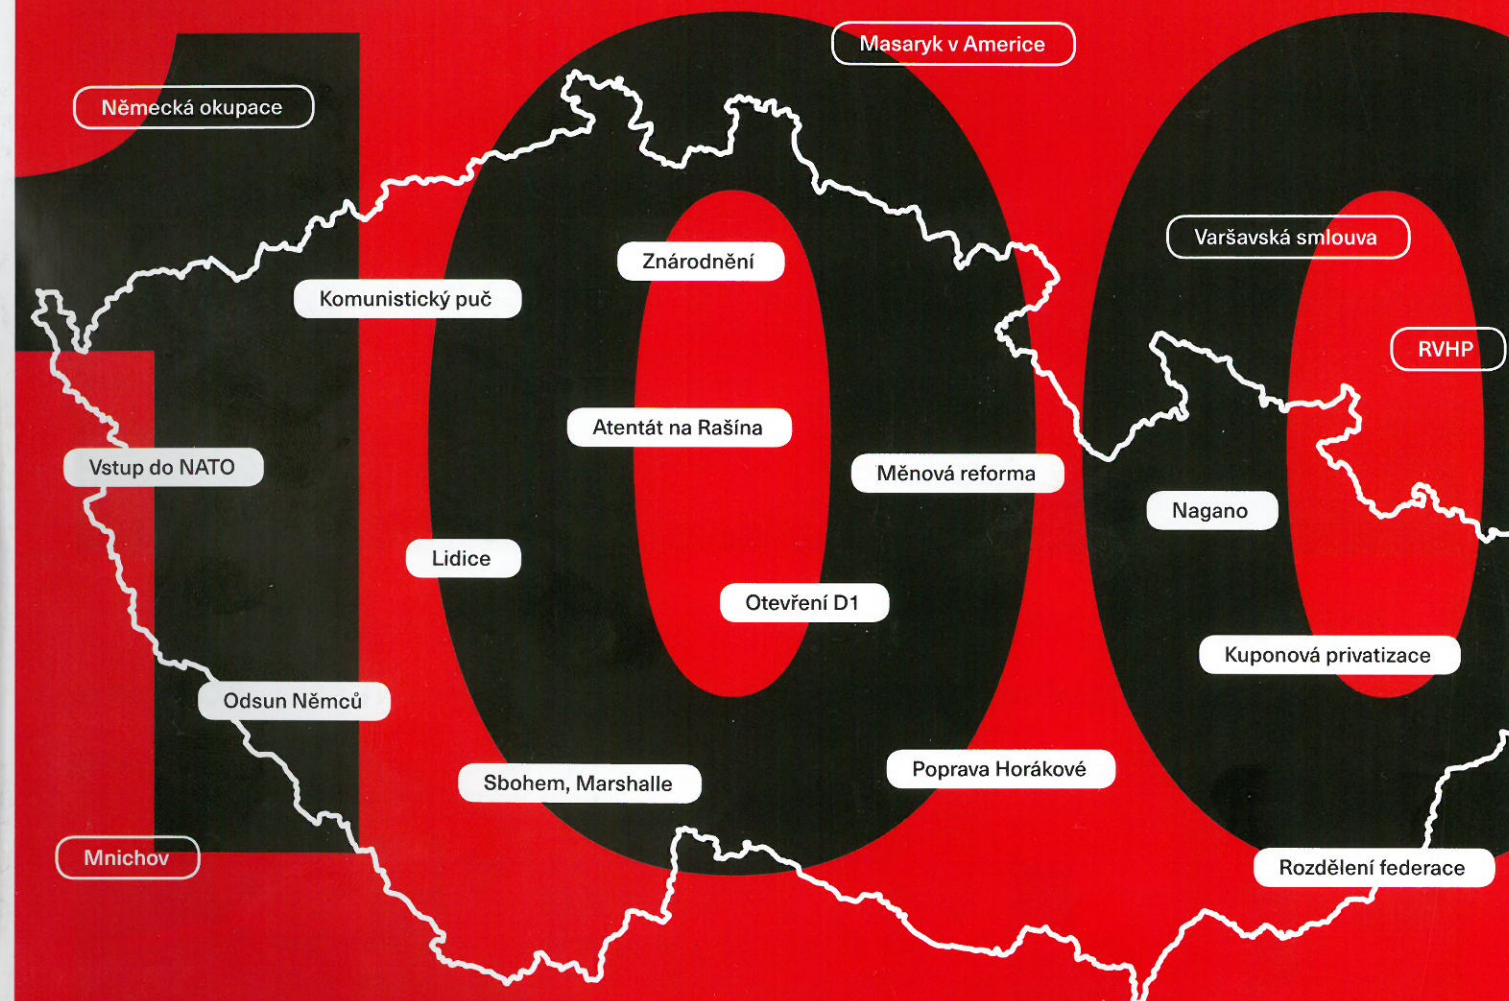 100
Masaryk v Americe
Německá okupace
Varšavská smlouva
Znárodnění
Komunistický puč
RVHP
Atentát na Rašína
Vstup do NATO
Měnová reforma
Nagano
Lidice
Otevření D1
Kuponová privatizace
Odsun Němců
Poprava Horákové
Sbohem, Marshalle
Mnichov
Rozdělení federace